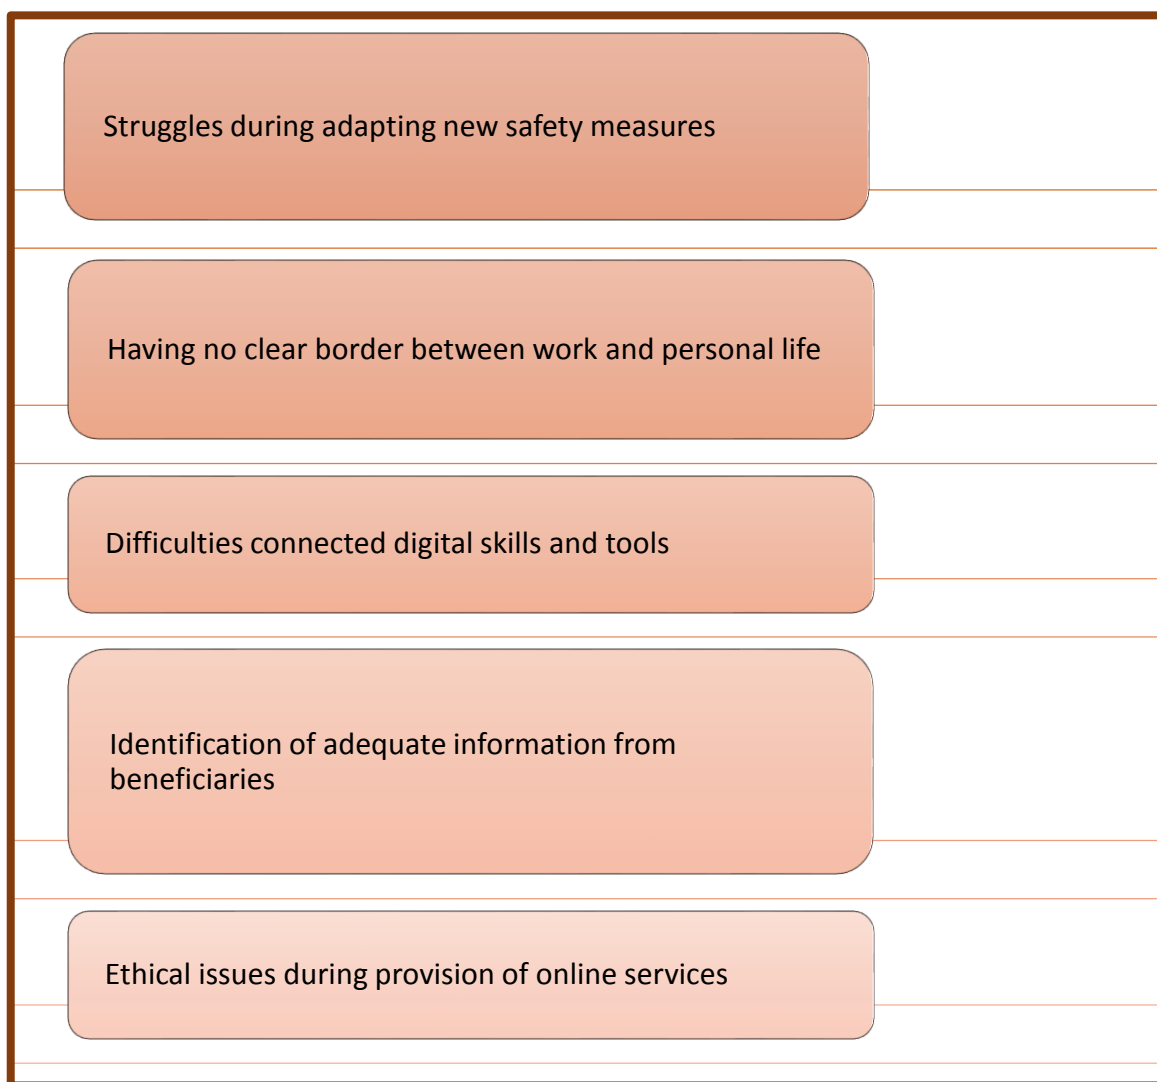 Struggles during adapting new safety measures
Having no clear border between work and personal life
Difficulties connected digital skills and tools
Identification of adequate information from
beneficiaries
Ethical issues during provision of online services